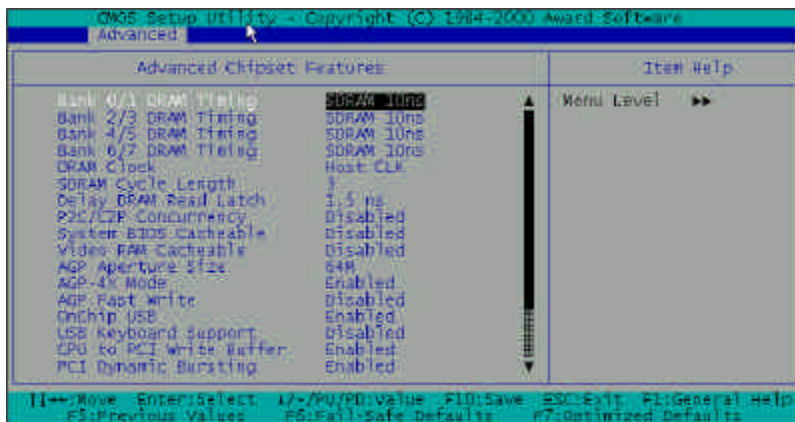 CMOS Setup Utility - Copyright (C) 1984-2000 Award Software
Advanced
Advanced Chipset Features
Item Help
Bank 0/1 DRAM Timing SDRAM 10ns
Menu Level ▶▶
Bank 2/3 DRAM Timing SDRAM 10ns
Bank 4/5 DRAM Timing SDRAM 10ns
Bank 6/7 DRAM Timing SDRAM 10ns
DRAM Clock Host CLK
SDRAM Cycle Length 3
Delay DRAM Read Latch 1.5 ns
P2C/C2P Concurrency Disabled
System BIOS Cacheable Disabled
Video RAM Cacheable Disabled
AGP Aperture Size 64M
AGP-4X Mode Enabled
AGP Fast Write Disabled
OnChip USB Enabled
USB Keyboard Support Disabled
CPU to PCI Write Buffer Enabled
PCI Dynamic Bursting Enabled
↑↓→←:Move Enter:Select +/-/PU/PD:Value F10:Save ESC:Exit F1:General Help
F5:Previous Values F6:Fail-Safe Defaults F7:Optimized Defaults